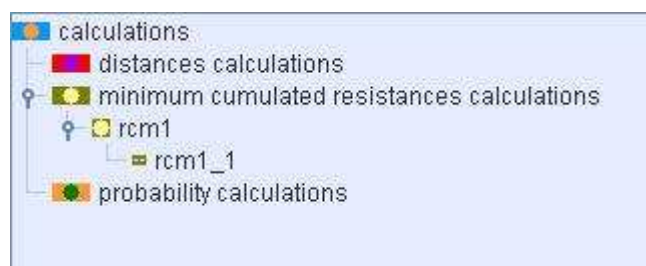 calculations
distances calculations
minimum cumulated resistances calculations
rcm1
rcm1_1
probability calculations